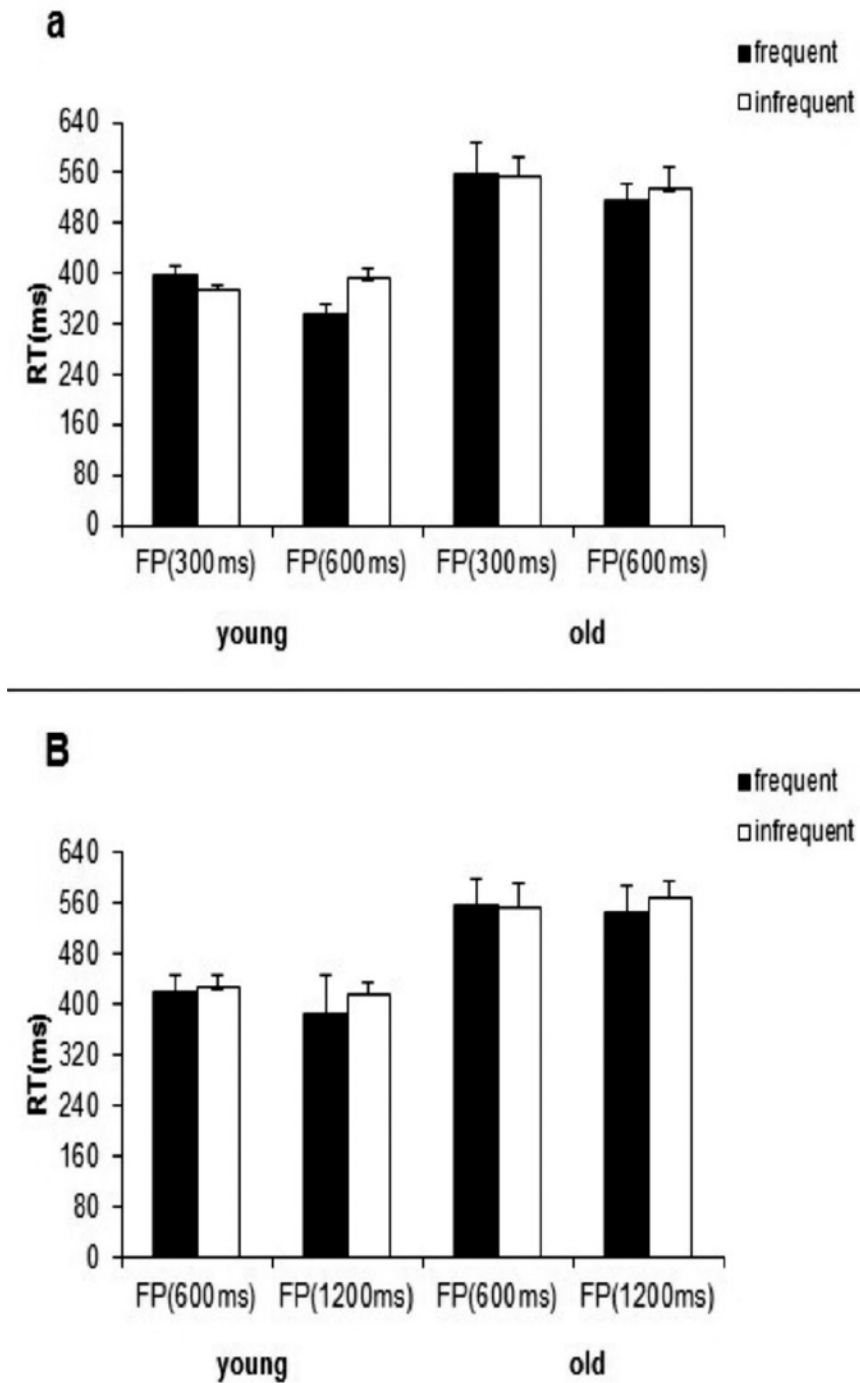 a
frequent
infrequent
640
560
480
400
320
240
160
80
0
RT(ms)
FP(300ms) FP(600ms) FP(300ms) FP(600ms)
young old
B
frequent
infrequent
640
560
480
400
320
240
160
80
0
RT(ms)
FP(600ms) FP(1200ms) FP(600ms) FP(1200ms)
young old